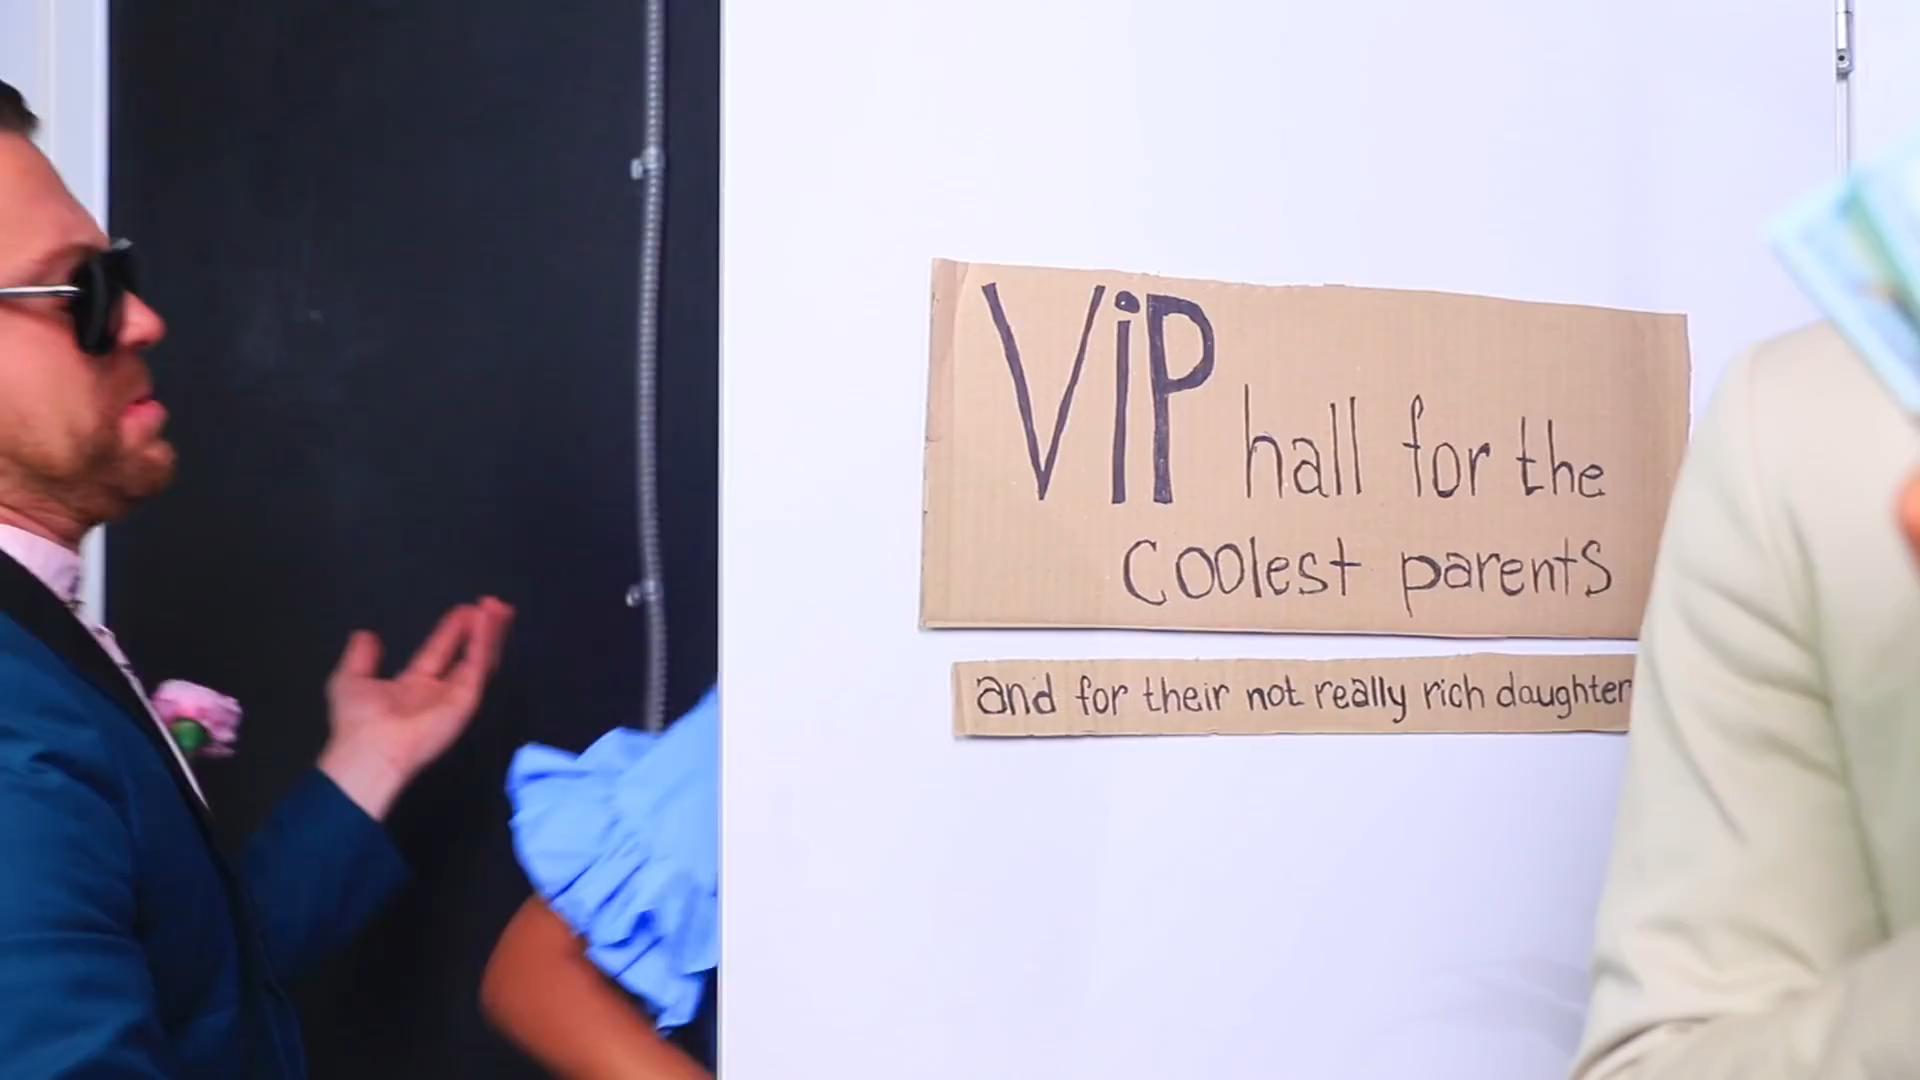 ViP hall for the
coolest parents
and for their not really rich daughter